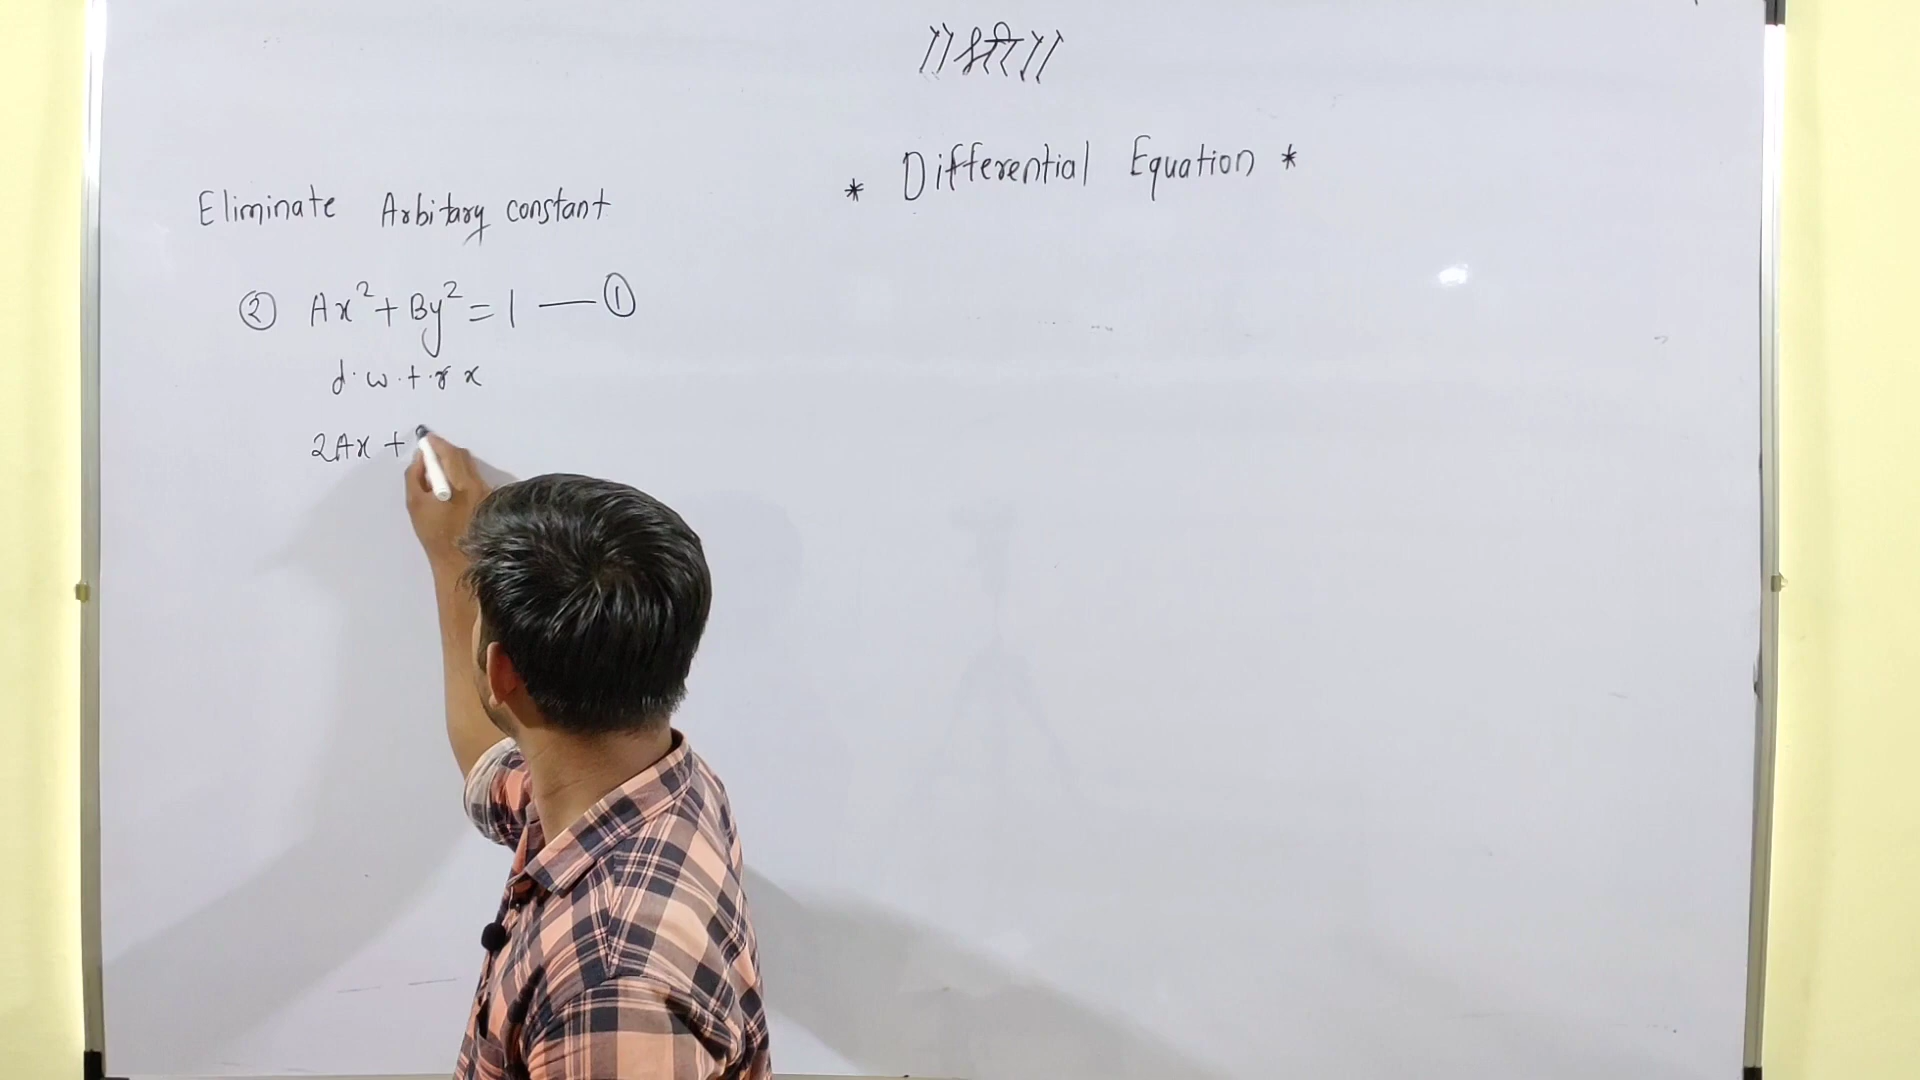 ॥श्री॥
* Differential Equation *
Eliminate Arbitary constant
② Ax² + By² = 1 — ①
d. w. t. r x
2Ax +